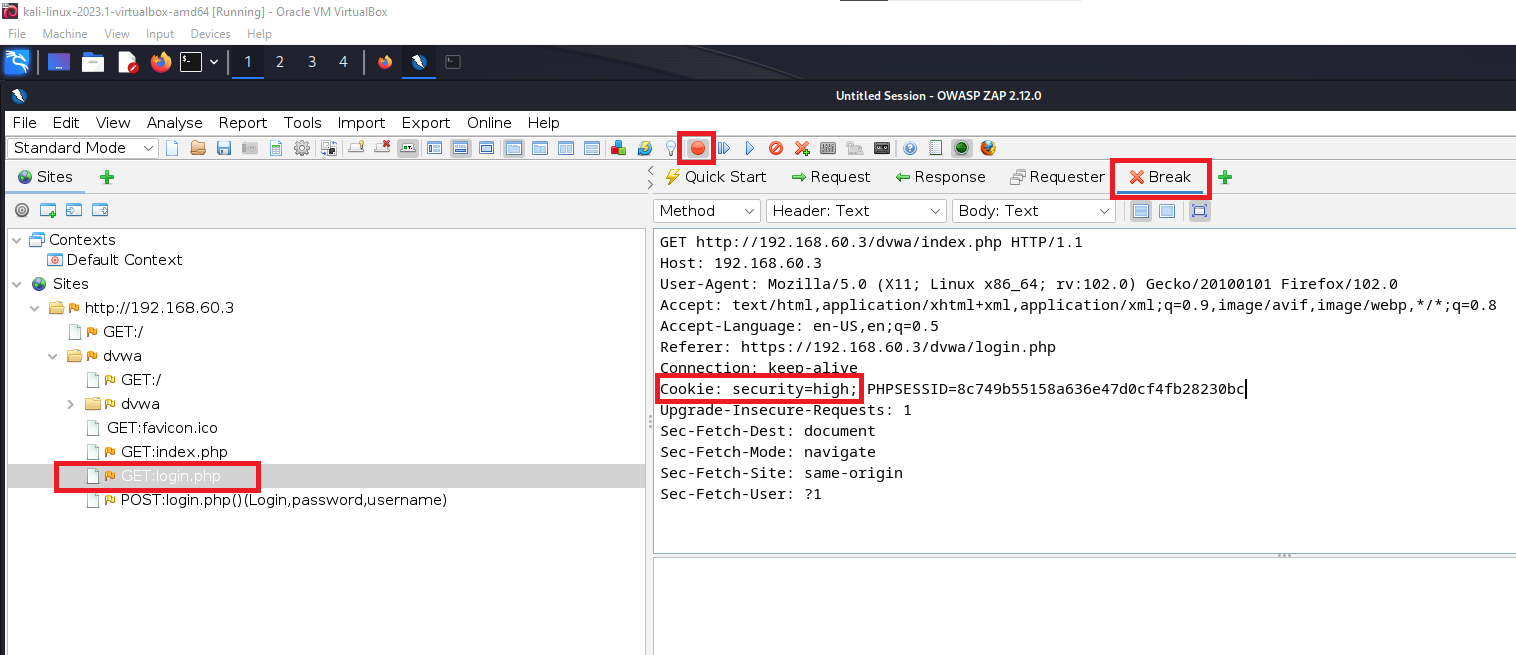 kali-linux-2023.1-virtualbox-amd64 [Running] - Oracle VM VirtualBox
File Machine View Input Devices Help
1 2 3 4
Untitled Session - OWASP ZAP 2.12.0
File Edit View Analyse Report Tools Import Export Online Help
Standard Mode
Sites
Quick Start Request Response Requester Break
Method Header: Text Body: Text
Contexts
Default Context
Sites
http://192.168.60.3
GET:/
dvwa
GET:/
dvwa
GET:favicon.ico
GET:index.php
GET:login.php
POST:login.php()(Login,password,username)
GET http://192.168.60.3/dvwa/index.php HTTP/1.1
Host: 192.168.60.3
User-Agent: Mozilla/5.0 (X11; Linux x86_64; rv:102.0) Gecko/20100101 Firefox/102.0
Accept: text/html,application/xhtml+xml,application/xml;q=0.9,image/avif,image/webp,*/*;q=0.8
Accept-Language: en-US,en;q=0.5
Referer: https://192.168.60.3/dvwa/login.php
Connection: keep-alive
Cookie: security=high; PHPSESSID=8c749b55158a636e47d0cf4fb28230bc
Upgrade-Insecure-Requests: 1
Sec-Fetch-Dest: document
Sec-Fetch-Mode: navigate
Sec-Fetch-Site: same-origin
Sec-Fetch-User: ?1